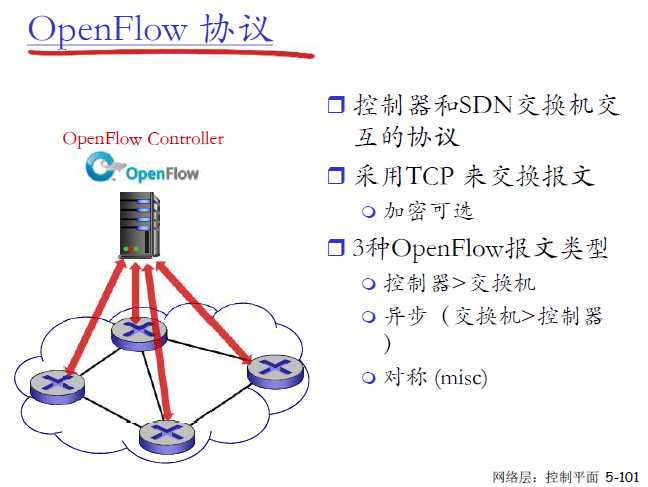 OpenFlow 协议
OpenFlow Controller
OpenFlow
控制器和SDN交换机交
互的协议
采用TCP 来交换报文
加密可选
3种OpenFlow报文类型
控制器>交换机
异步（交换机>控制器
）
对称 (misc)
网络层：控制平面 5-101